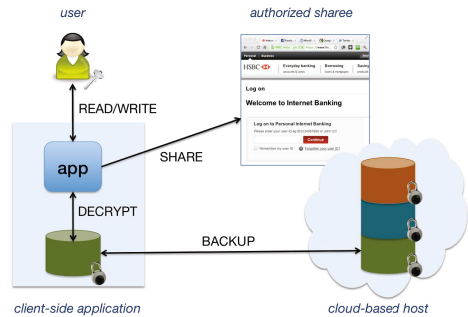 user
authorized sharee
HSBC
Everyday banking
Borrowing
Log on
Welcome to Internet Banking
Log on to Personal Internet Banking
Continue
READ/WRITE
app
SHARE
DECRYPT
BACKUP
client-side application
cloud-based host